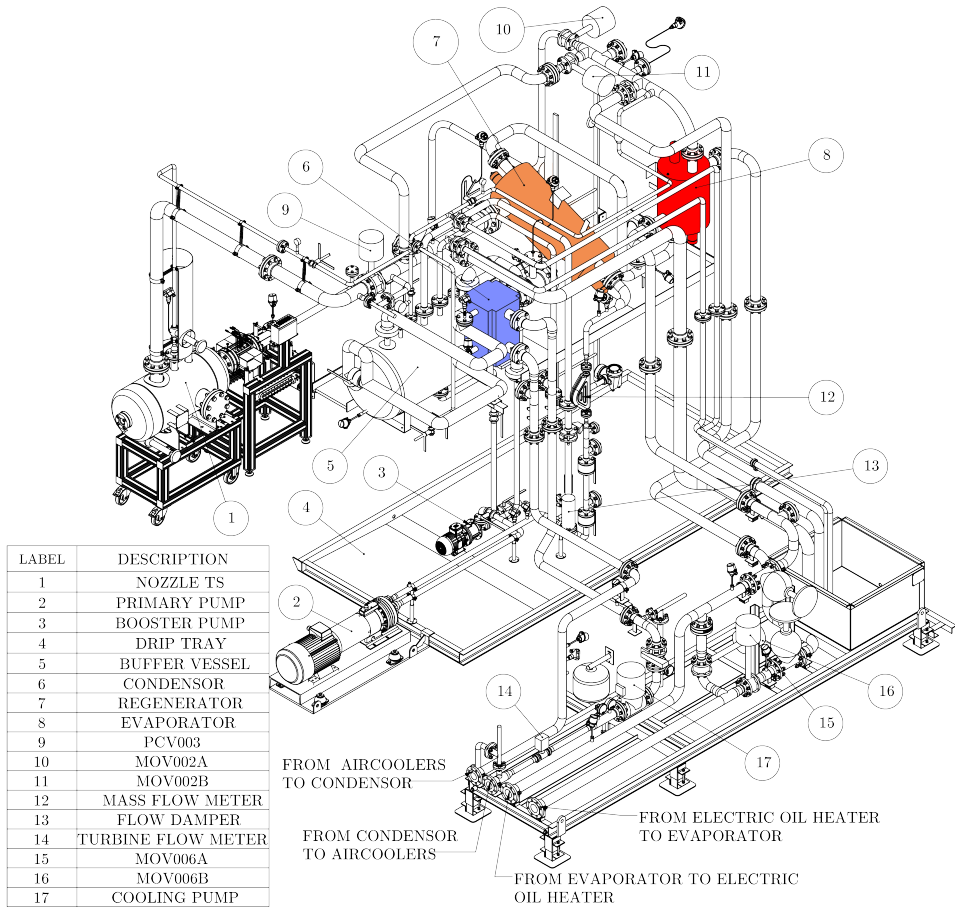 10
7
11
6
8
9
12
5
3
13
1
4
2
14
16
15
17
LABEL DESCRIPTION
1 NOZZLE TS
2 PRIMARY PUMP
3 BOOSTER PUMP
4 DRIP TRAY
5 BUFFER VESSEL
6 CONDENSOR
7 REGENERATOR
8 EVAPORATOR
9 PCV003
10 MOV002A
11 MOV002B
12 MASS FLOW METER
13 FLOW DAMPER
14 TURBINE FLOW METER
15 MOV006A
16 MOV006B
17 COOLING PUMP
FROM AIRCOOLERS
TO CONDENSOR
FROM CONDENSOR
TO AIRCOOLERS
FROM ELECTRIC OIL HEATER
TO EVAPORATOR
FROM EVAPORATOR TO ELECTRIC
OIL HEATER